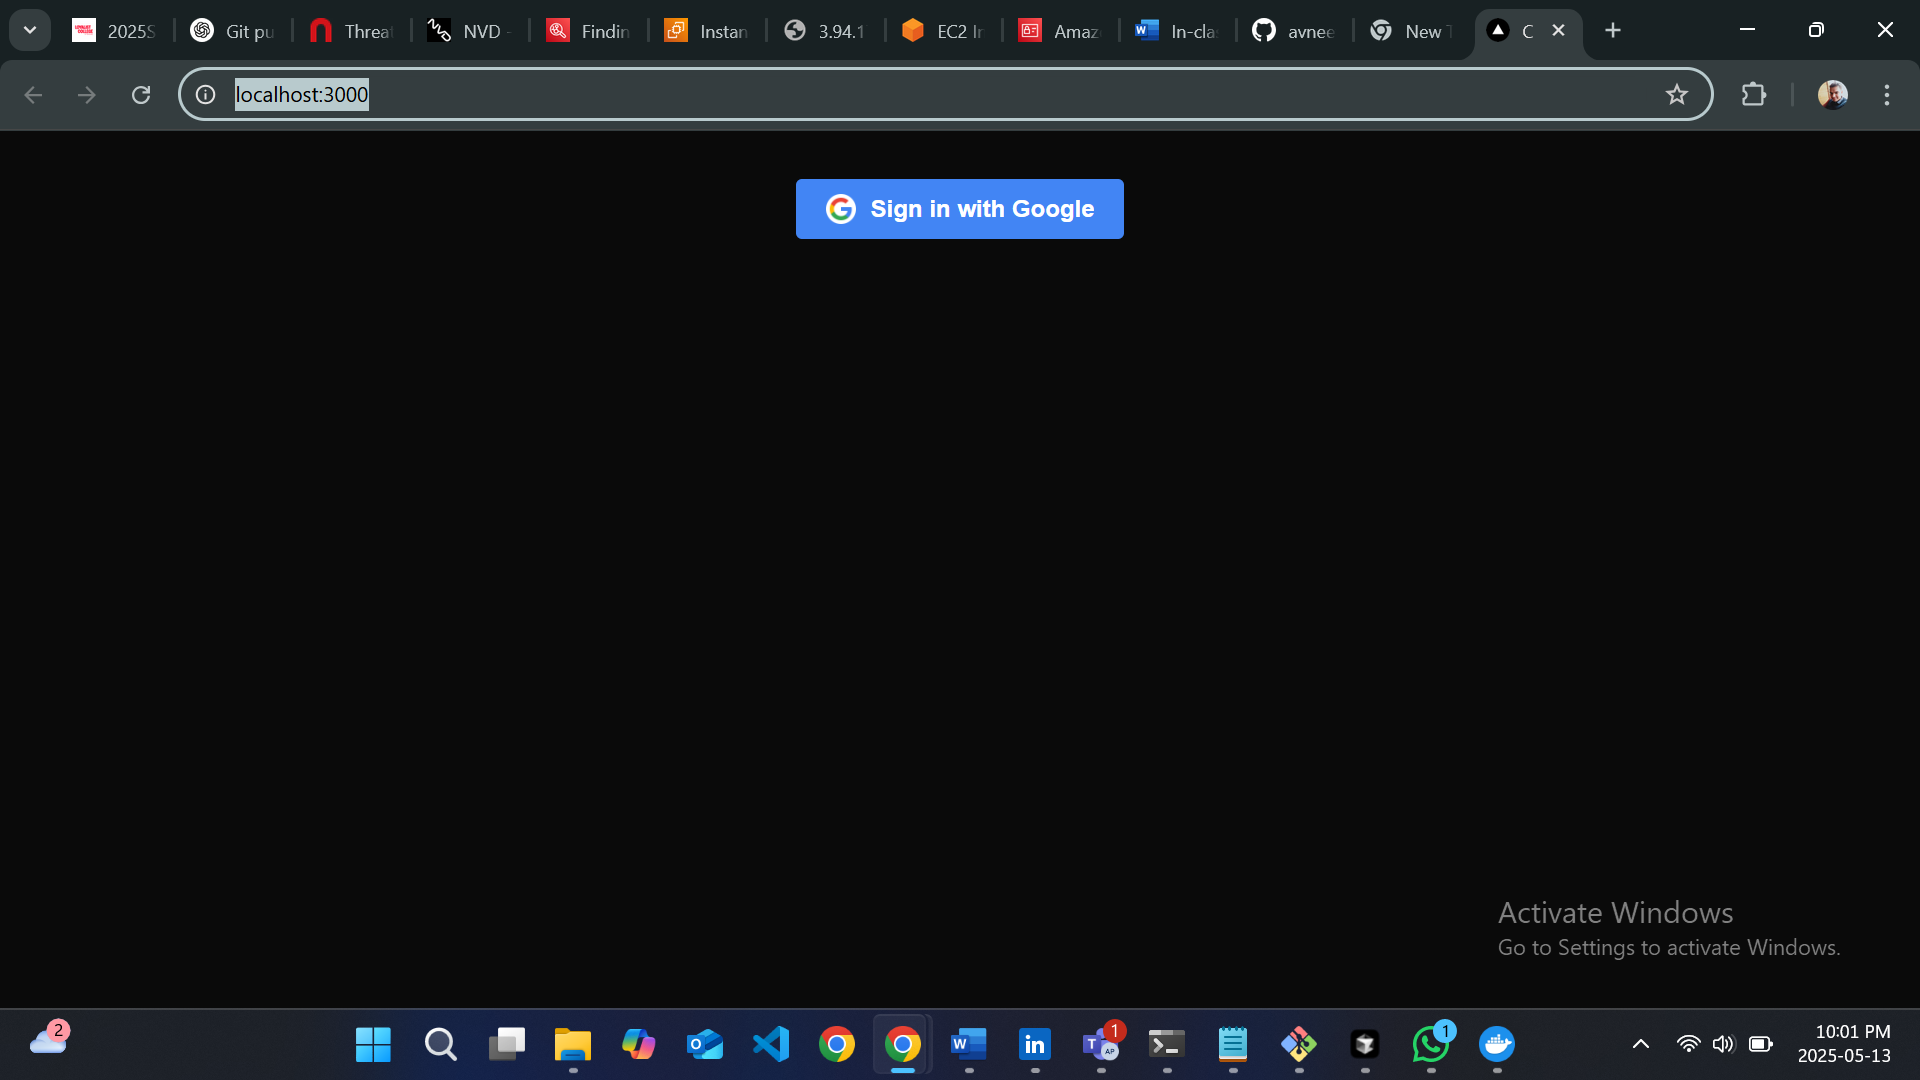 2025S
Git pu
Threat
NVD -
Findin
Instan
3.94.1
EC2 In
Amaz
In-cla
avnee
New T
C
localhost:3000
Sign in with Google
Activate Windows
Go to Settings to activate Windows.
2
1
1
10:01 PM
2025-05-13